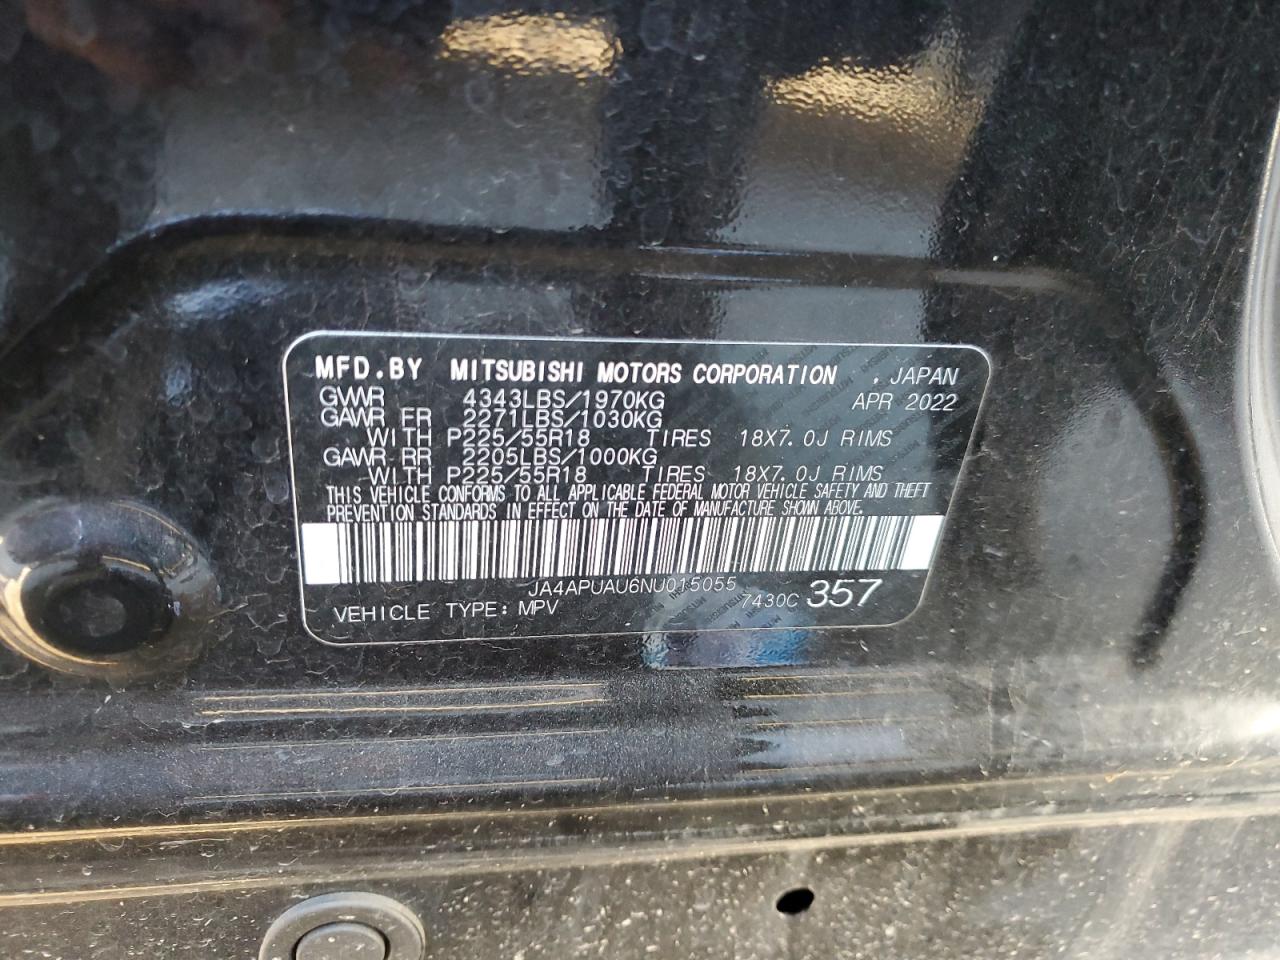 MFD.BY MITSUBISHI MOTORS CORPORATION , JAPAN
GVWR 4343LBS/1970KG APR 2022
GAWR FR 2271LBS/1030KG
WITH P225/55R18 TIRES 18X7.0J RIMS
GAWR RR 2205LBS/1000KG
WITH P225/55R18 TIRES 18X7.0J RIMS
THIS VEHICLE CONFORMS TO ALL APPLICABLE FEDERAL MOTOR VEHICLE SAFETY AND THEFT
PREVENTION STANDARDS IN EFFECT ON THE DATE OF MANUFACTURE SHOWN ABOVE.
JA4APUAU6NU015055
VEHICLE TYPE: MPV 7430C 357